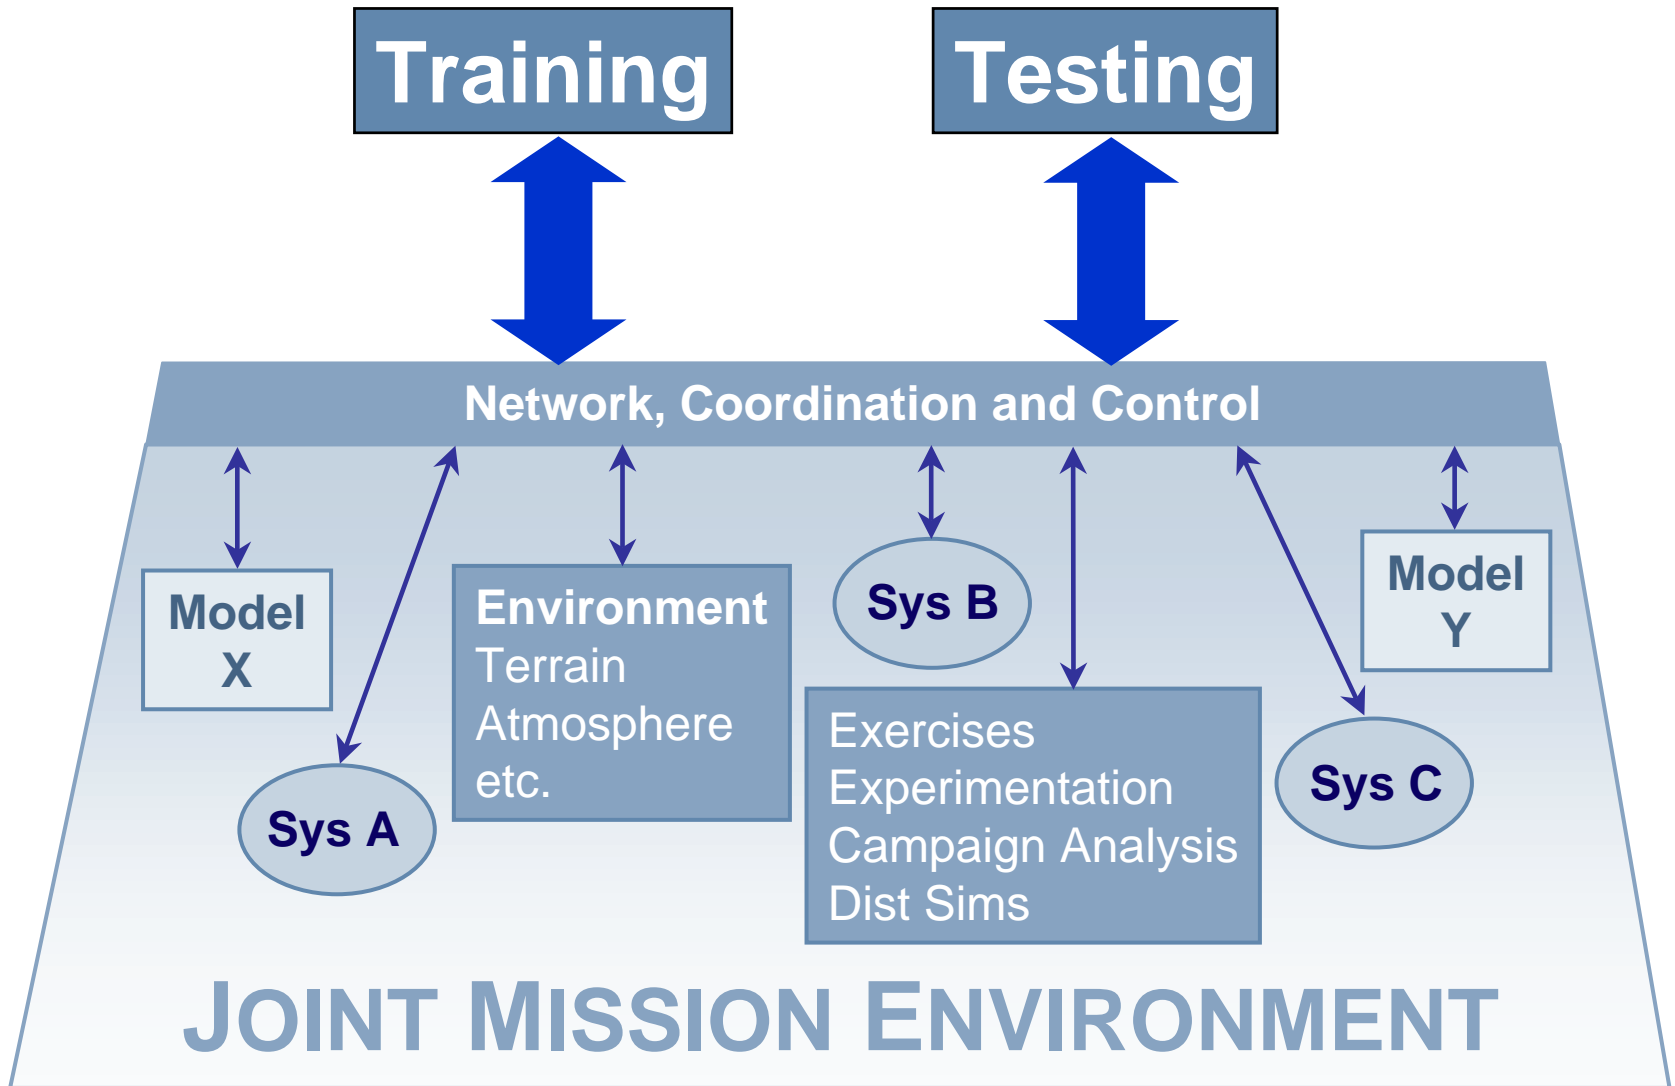 Training
Testing
Network, Coordination and Control
Model
X
Sys A
Environment
Terrain
Atmosphere
etc.
Sys B
Exercises
Experimentation
Campaign Analysis
Dist Sims
Sys C
Model
Y
JOINT MISSION ENVIRONMENT